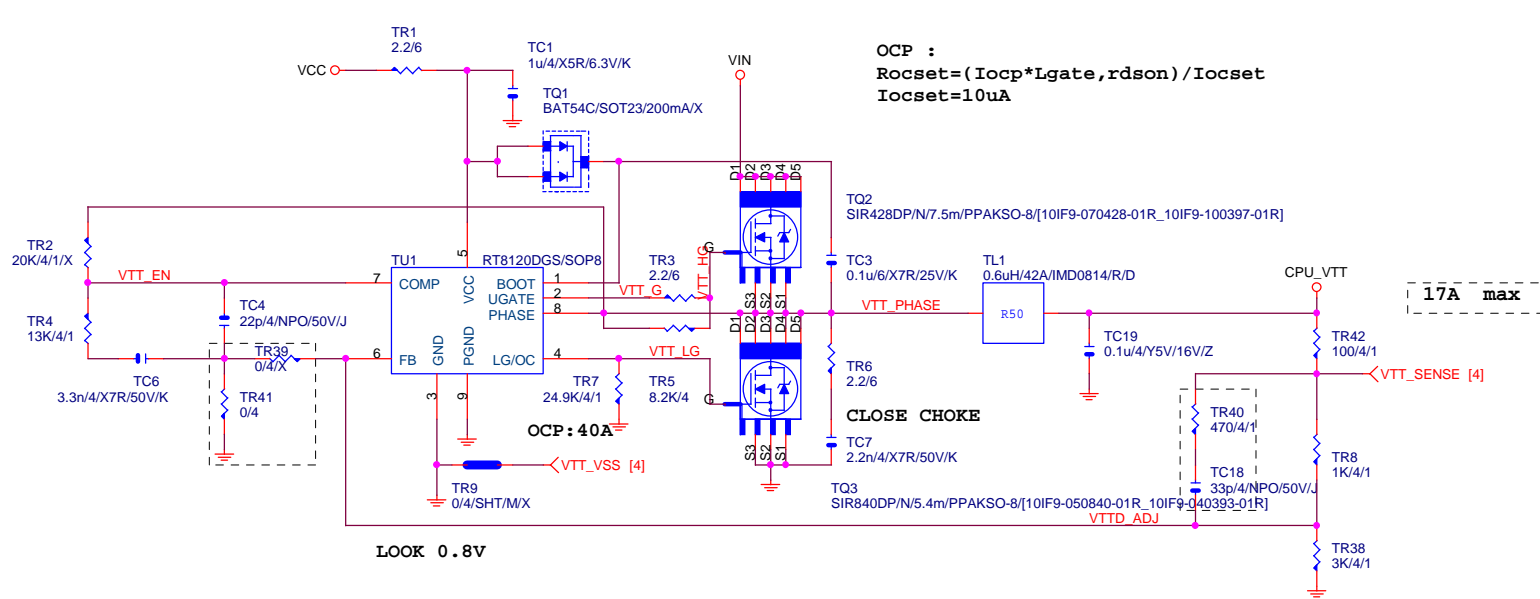 TR1
2.2/6
VCC
TC1
1u/4/X5R/6.3V/K
TQ1
BAT54C/SOT23/200mA/X
VIN
OCP :
Rocset=(Iocp*Lgate,rdson)/Iocset
Iocset=10uA
D1
D2
D3
D4
D5
TQ2
SIR428DP/N/7.5m/PPAKSO-8/[10IF9-070428-01R_10IF9-100397-01R]
G
S3
S2
S1
TR2
20K/4/1/X
VTT_EN
TR4
13K/4/1
TC4
22p/4/NPO/50V/J
TC6
3.3n/4/X7R/50V/K
TR39
0/4/X
TR41
0/4
TU1
RT8120DGS/SOP8
5
7
6
3
9
1
2
8
4
COMP
FB
VCC
GND
PGND
BOOT
UGATE
PHASE
LG/OC
TR3
2.2/6
VTT_G
VTT_HG
VTT_LG
TR7
24.9K/4/1
TR5
8.2K/4
OCP:40A
VTT_VSS [4]
TR9
0/4/SHT/M/X
LOOK 0.8V
TC3
0.1u/6/X7R/25V/K
VTT_PHASE
TL1
0.6uH/42A/IMD0814/R/D
R50
D1
D2
D3
D4
D5
G
S3
S2
S1
TR6
2.2/6
CLOSE CHOKE
TC7
2.2n/4/X7R/50V/K
TQ3
SIR840DP/N/5.4m/PPAKSO-8/[10IF9-050840-01R_10IF9-040393-01R]
TC19
0.1u/4/Y5V/16V/Z
CPU_VTT
17A max
TR42
100/4/1
VTT_SENSE [4]
TR40
470/4/1
TC18
33p/4/NPO/50V/J
TR8
1K/4/1
VTTD_ADJ
TR38
3K/4/1